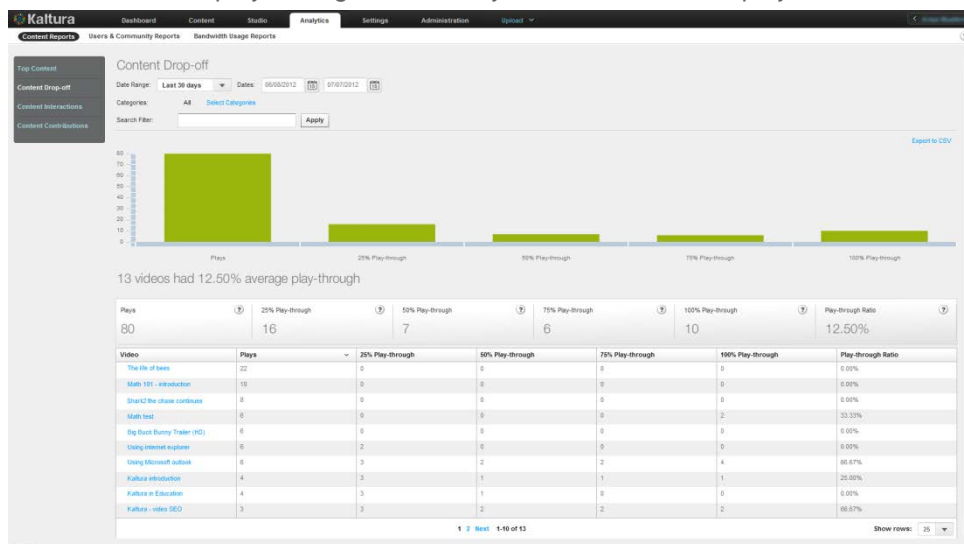 Kaltura Dashboard Content Studio Analytics Settings Administration Upload
Content Reports Users & Community Reports Bandwidth Usage Reports
Top Content
Content Drop-off
Content Interactions
Content Contributions
Content Drop-off
Date Range: Last 30 days Dates: 06/08/2012 07/07/2012
Categories: All Select Categories
Search Filter: Apply
Export to CSV
80
70
60
50
40
30
20
10
0
Plays 25% Play-through 50% Play-through 75% Play-through 100% Play-through
13 videos had 12.50% average play-through
Plays 25% Play-through 50% Play-through 75% Play-through 100% Play-through Play-through Ratio
80 16 7 6 10 12.50%
Video Plays 25% Play-through 50% Play-through 75% Play-through 100% Play-through Play-through Ratio
The life of bees 22 0 0 0 0 0.00%
Math 101 - introduction 0 0 0 0 0.00%
Shark2 the chase continues 8 0 0 0 0 0.00%
Math test 6 0 0 0 2 33.33%
Big Buck Bunny Trailer (HD) 6 0 0 0 0 0.00%
Using internet explorer 6 2 0 0 0 0.00%
Using Microsoft outlook 6 3 2 2 4 66.67%
Kaltura introduction 4 3 1 1 1 25.00%
Kaltura in Education 4 3 1 0 0 0.00%
Kaltura - video SEO 3 3 2 2 2 66.67%
1 2 Next 1-10 of 13 Show rows: 25